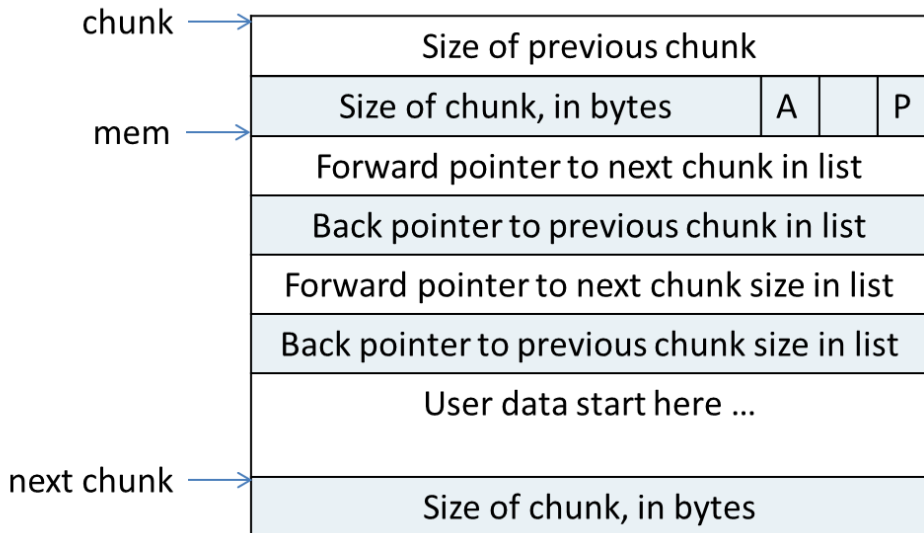 chunk
Size of previous chunk
Size of chunk, in bytes A P
mem
Forward pointer to next chunk in list
Back pointer to previous chunk in list
Forward pointer to next chunk size in list
Back pointer to previous chunk size in list
User data start here ...
next chunk
Size of chunk, in bytes